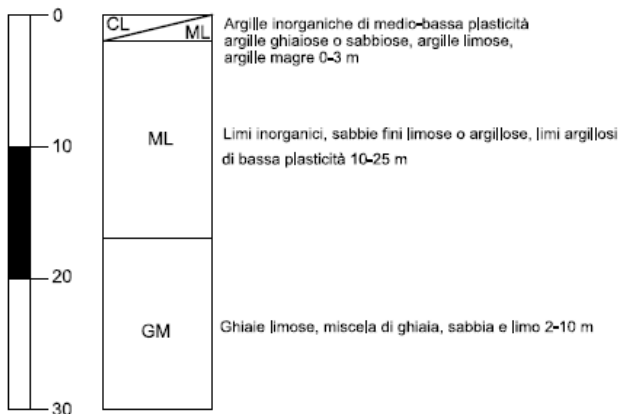 0
CL
ML
Argille inorganiche di medio-bassa plasticità
argille ghiaiose o sabbiose, argille limose,
argille magre 0-3 m
10
ML
Limi inorganici, sabbie fini limose o argillose, limi argillosi
di bassa plasticità 10-25 m
20
GM
Ghiaie limose, miscela di ghiaia, sabbia e limo 2-10 m
30